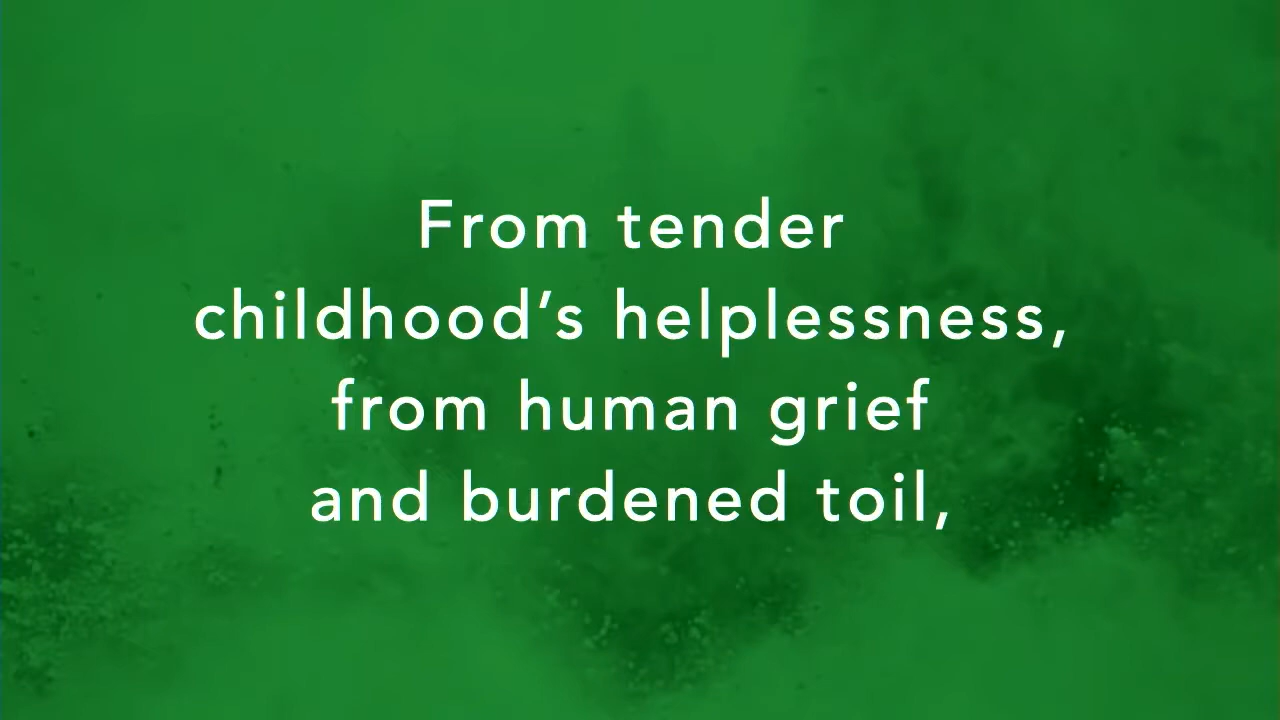 From tender
childhood’s helplessness,
from human grief
and burdened toil,